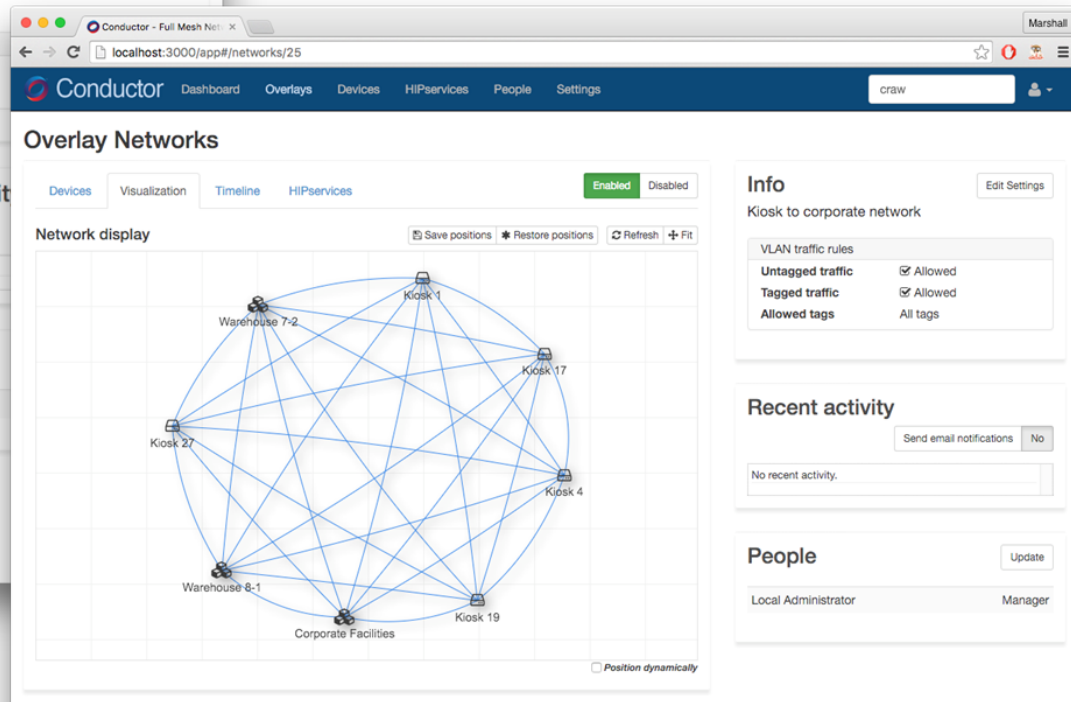 Conductor - Full Mesh Net
Marshall
localhost:3000/app#/networks/25
Conductor Dashboard Overlays Devices HIPservices People Settings craw
Overlay Networks
Devices Visualization Timeline HIPservices Enabled Disabled
Network display Save positions Restore positions Refresh Fit
Kiosk 1
Warehouse 7-2
Kiosk 17
Kiosk 27
Kiosk 4
Warehouse 8-1
Kiosk 19
Corporate Facilities
Position dynamically
Info Edit Settings
Kiosk to corporate network
VLAN traffic rules
Untagged traffic Allowed
Tagged traffic Allowed
Allowed tags All tags
Recent activity
Send email notifications No
No recent activity.
People Update
Local Administrator Manager